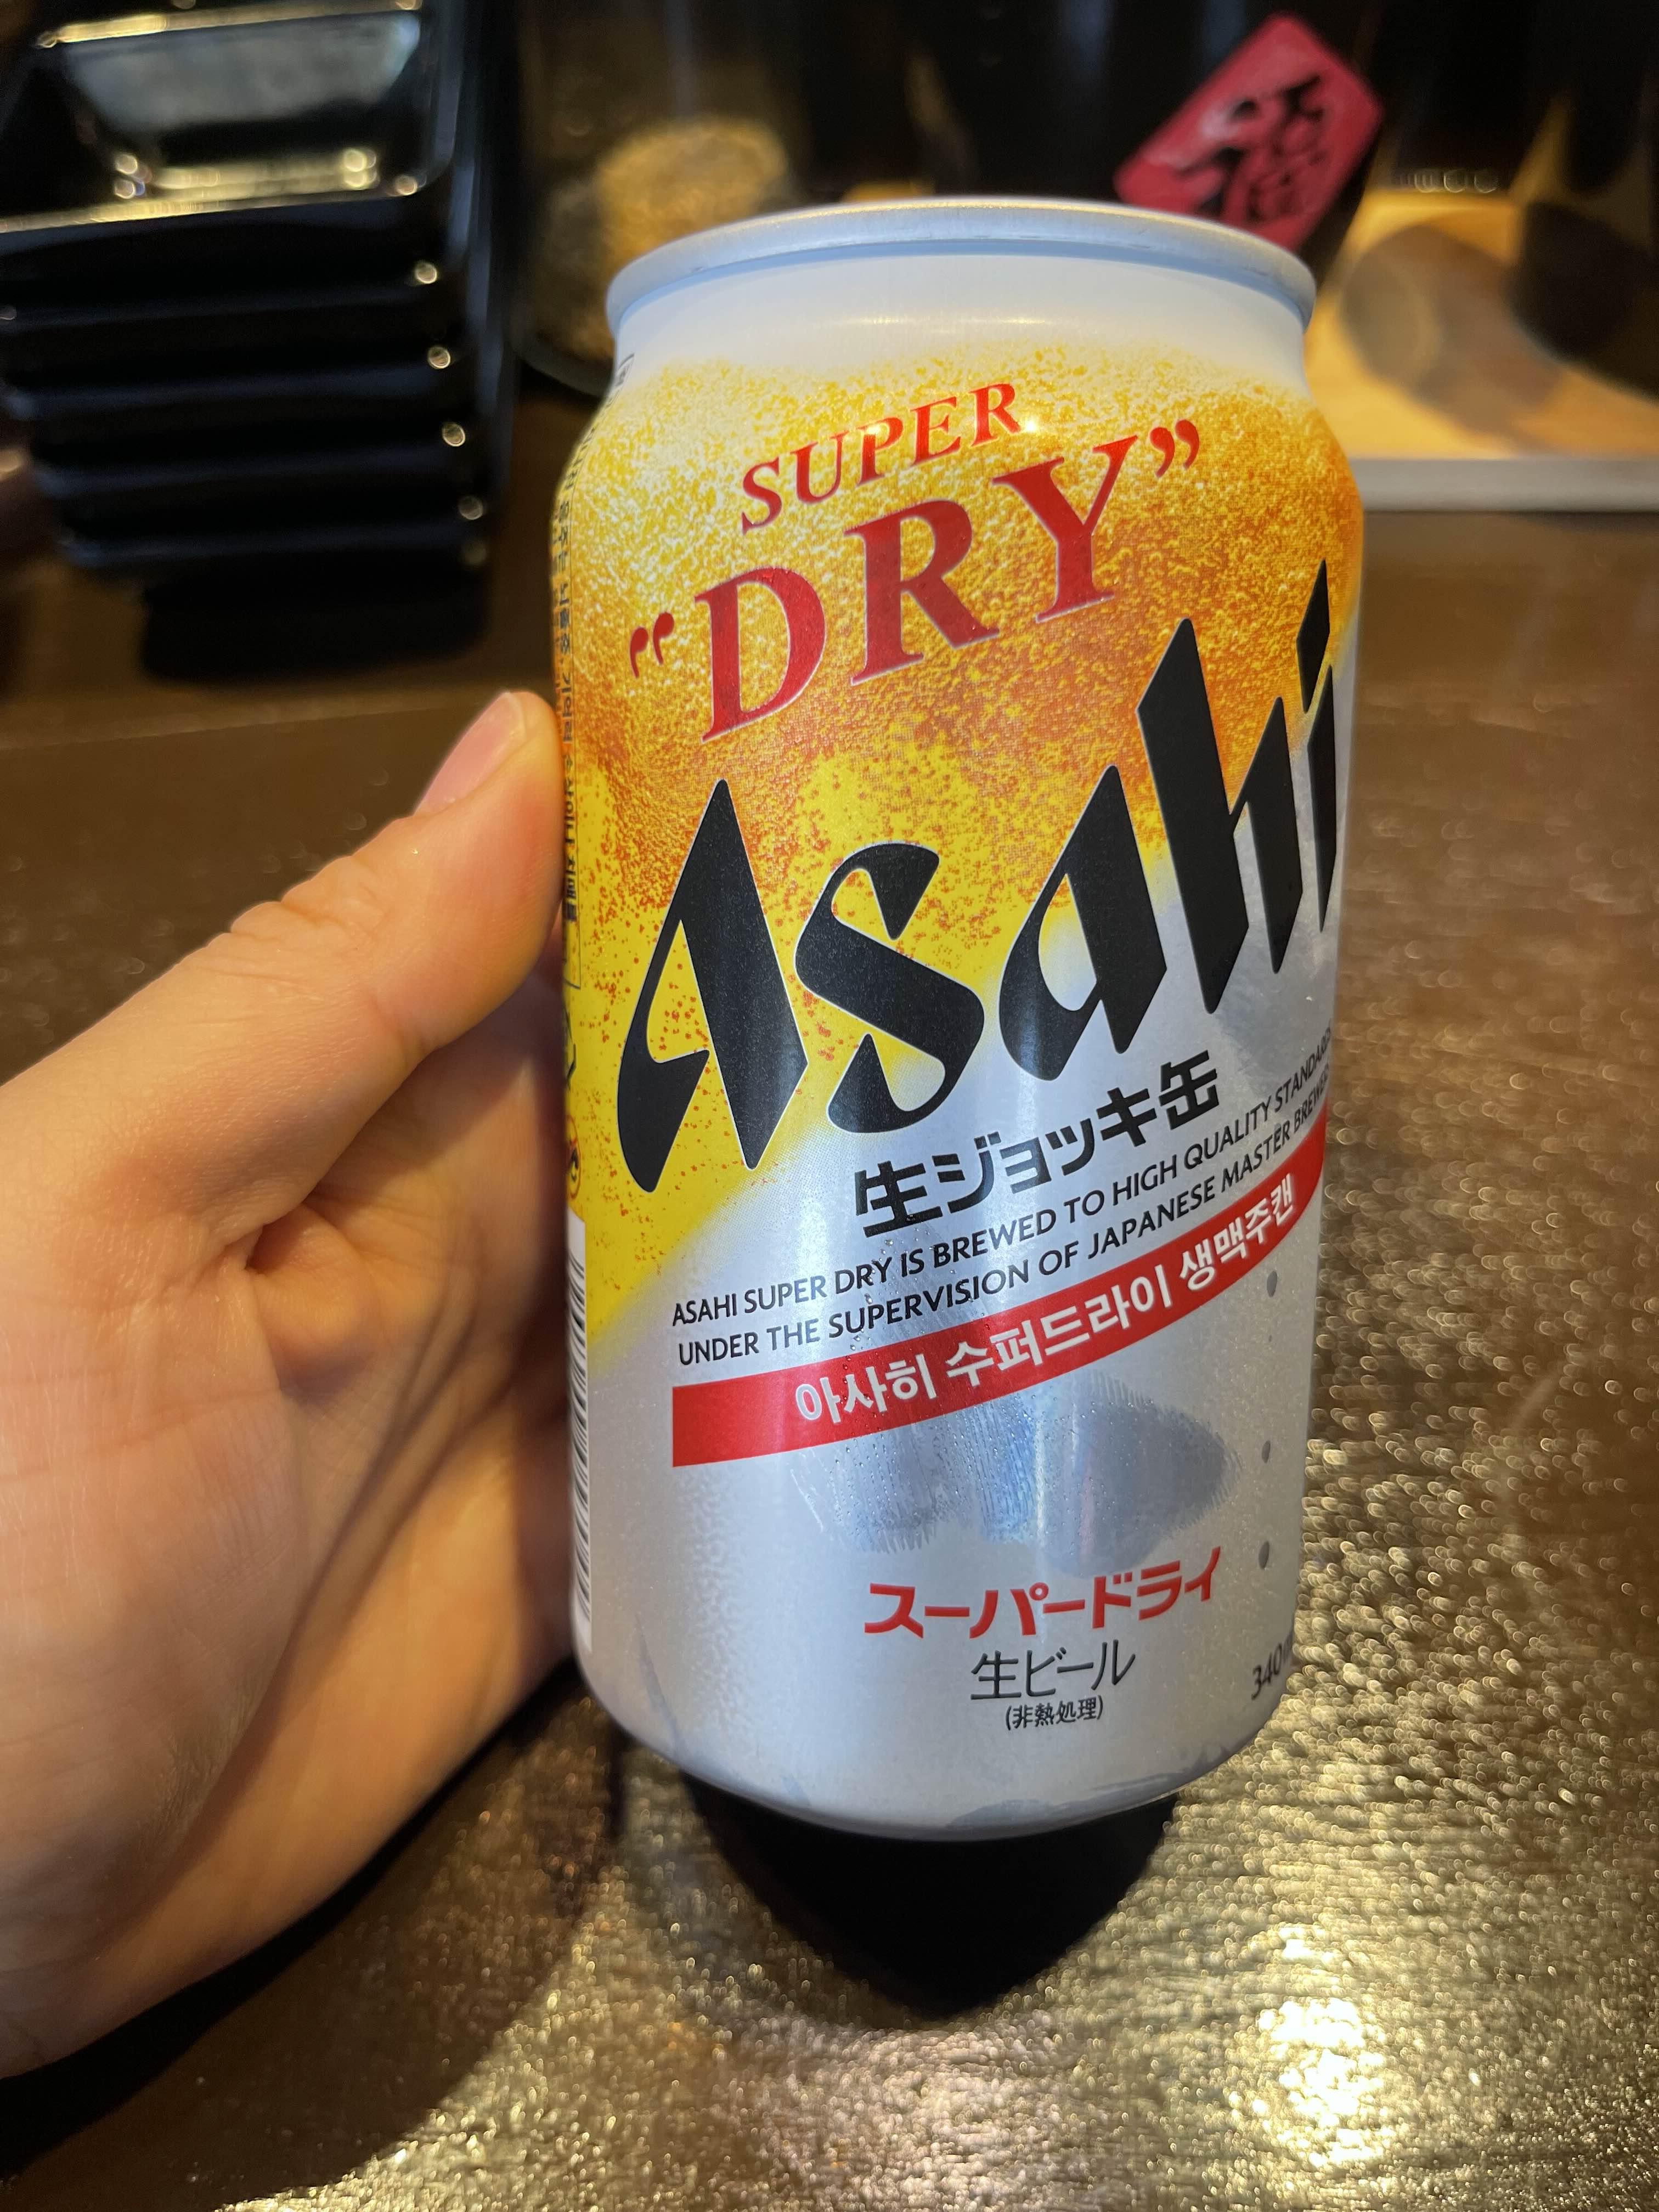 SUPER
“DRY”
Asahi
生ジョッキ缶
ASAHI SUPER DRY IS BREWED TO HIGH QUALITY STANDARDS
UNDER THE SUPERVISION OF JAPANESE MASTER BREWERS
아사히 수퍼드라이 생맥주캔
スーパードライ
生ビール
(非熱処理)
340